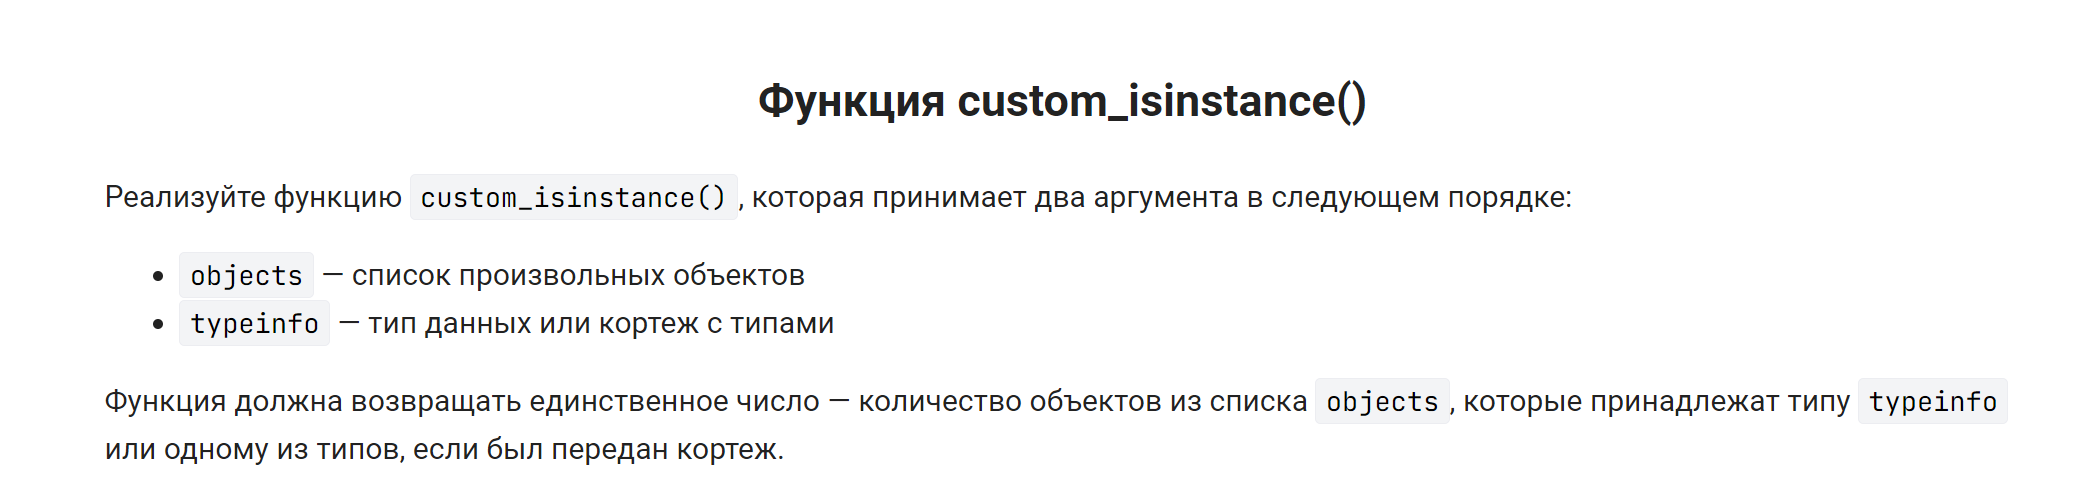 Функция custom_isinstance()
Реализуйте функцию custom_isinstance(), которая принимает два аргумента в следующем порядке:
• objects — список произвольных объектов
• typeinfo — тип данных или кортеж с типами
Функция должна возвращать единственное число — количество объектов из списка objects, которые принадлежат типу typeinfo
или одному из типов, если был передан кортеж.